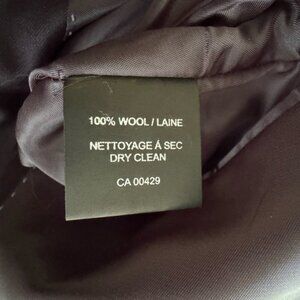 100% WOOL / LAINE
NETTOYAGE À SEC
DRY CLEAN
CA 00429